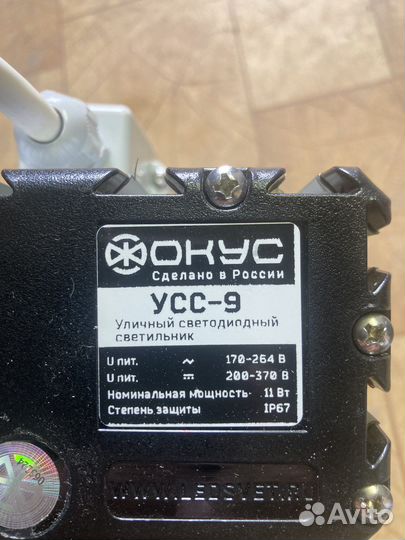 ФОКУС
Сделано в России
УСС-9
Уличный светодиодный
светильник
U пит. ~ 170-264 В
U пит. ⎓ 200-370 В
Номинальная мощность 11 Вт
Степень защиты IP67
WWW.LEDSVET.RU
Avito